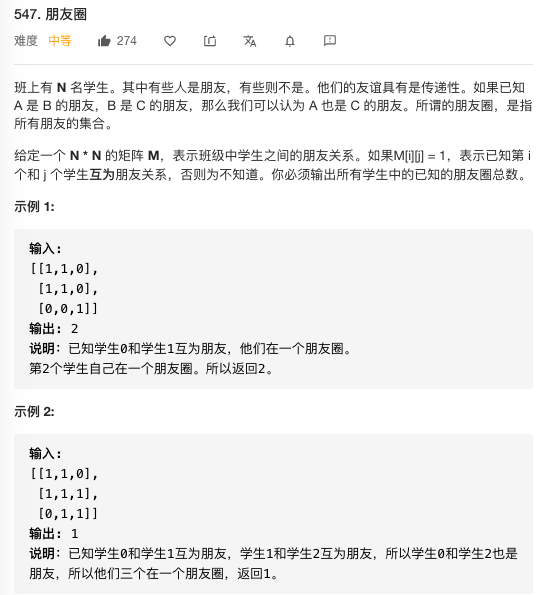 547. 朋友圈
难度 中等 274
班上有 N 名学生。其中有些人是朋友，有些则不是。他们的友谊具有是传递性。如果已知
A 是 B 的朋友，B 是 C 的朋友，那么我们可以认为 A 也是 C 的朋友。所谓的朋友圈，是指
所有朋友的集合。
给定一个 N * N 的矩阵 M，表示班级中学生之间的朋友关系。如果M[i][j] = 1，表示已知第 i
个和 j 个学生互为朋友关系，否则为不知道。你必须输出所有学生中的已知的朋友圈总数。
示例 1:
输入:
[[1,1,0],
[1,1,0],
[0,0,1]]
输出: 2
说明: 已知学生0和学生1互为朋友，他们在一个朋友圈。
第2个学生自己在一个朋友圈。所以返回2。
示例 2:
输入:
[[1,1,0],
[1,1,1],
[0,1,1]]
输出: 1
说明: 已知学生0和学生1互为朋友，学生1和学生2互为朋友，所以学生0和学生2也是
朋友，所以他们三个在一个朋友圈，返回1。